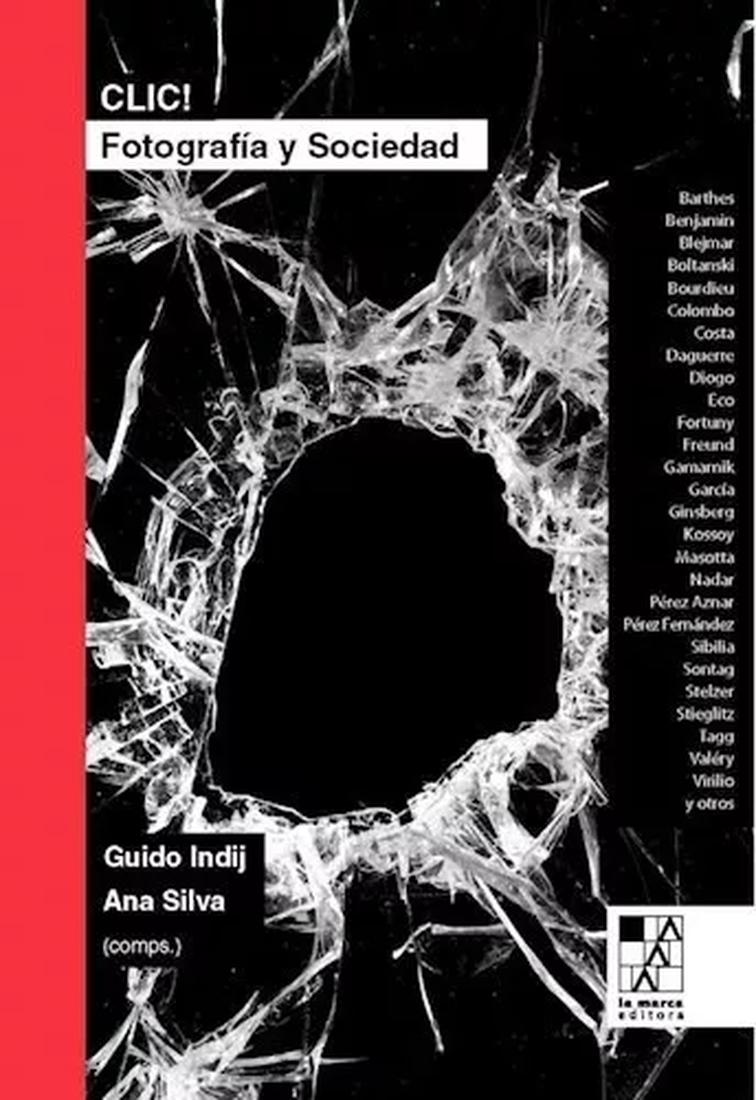 CLIC!
Fotografía y Sociedad
Barthes
Benjamin
Blejmar
Boltanski
Bourdieu
Colombo
Costa
Daguerre
Diogo
Eco
Fortuny
Freund
Gamarnik
García
Ginsberg
Kossoy
Masotta
Nadar
Pérez Aznar
Pérez Fernández
Sibilia
Sontag
Stelzer
Stieglitz
Tagg
Valéry
Virilio
y otros
Guido Indij
Ana Silva
(comps.)
la marca
editora